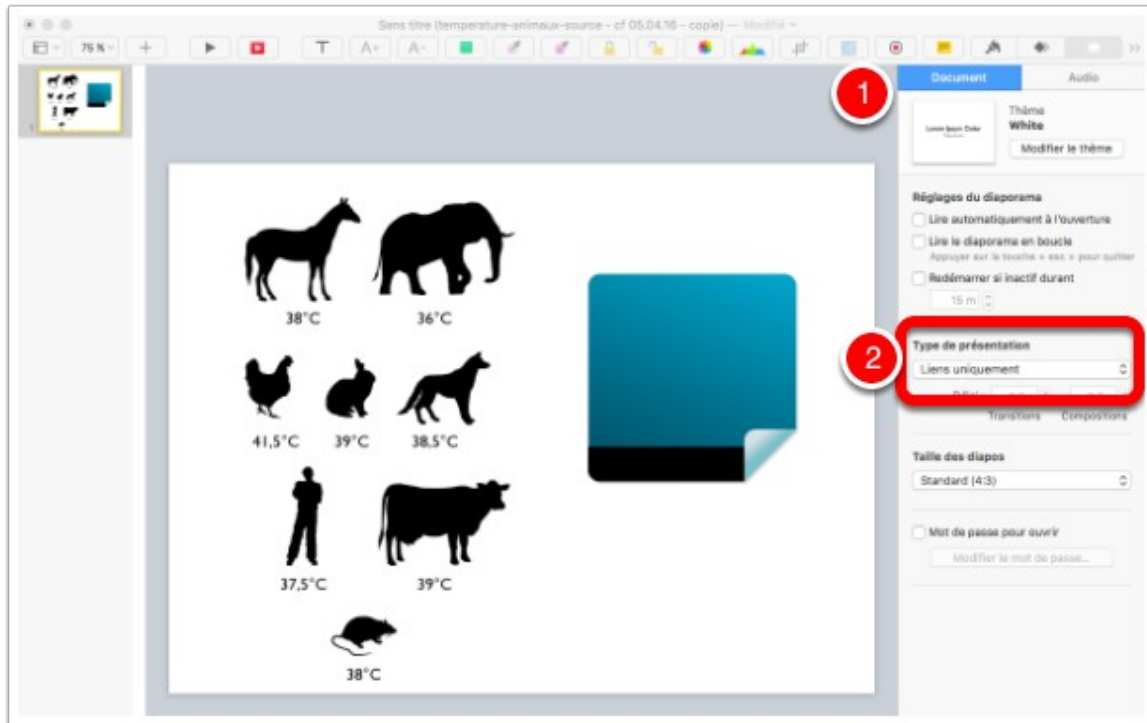 Sans titre (temperature-animaux-source - cf 05.04.16 - copie) — Modifié
75 %
T A+ A-
1
Document Audio
Thème
White
Lorem Ipsum Dolor
Modifier le thème
Réglages du diaporama
Lire automatiquement à l'ouverture
Lire le diaporama en boucle
Appuyer sur la touche « esc » pour quitter
Redémarrer si inactif durant
15 m
2
Type de présentation
Liens uniquement
Transitions Compositions
Taille des diapos
Standard (4:3)
Mot de passe pour ouvrir
Modifier le mot de passe...
38°C 36°C
41,5°C 39°C 38,5°C
37,5°C 39°C
38°C